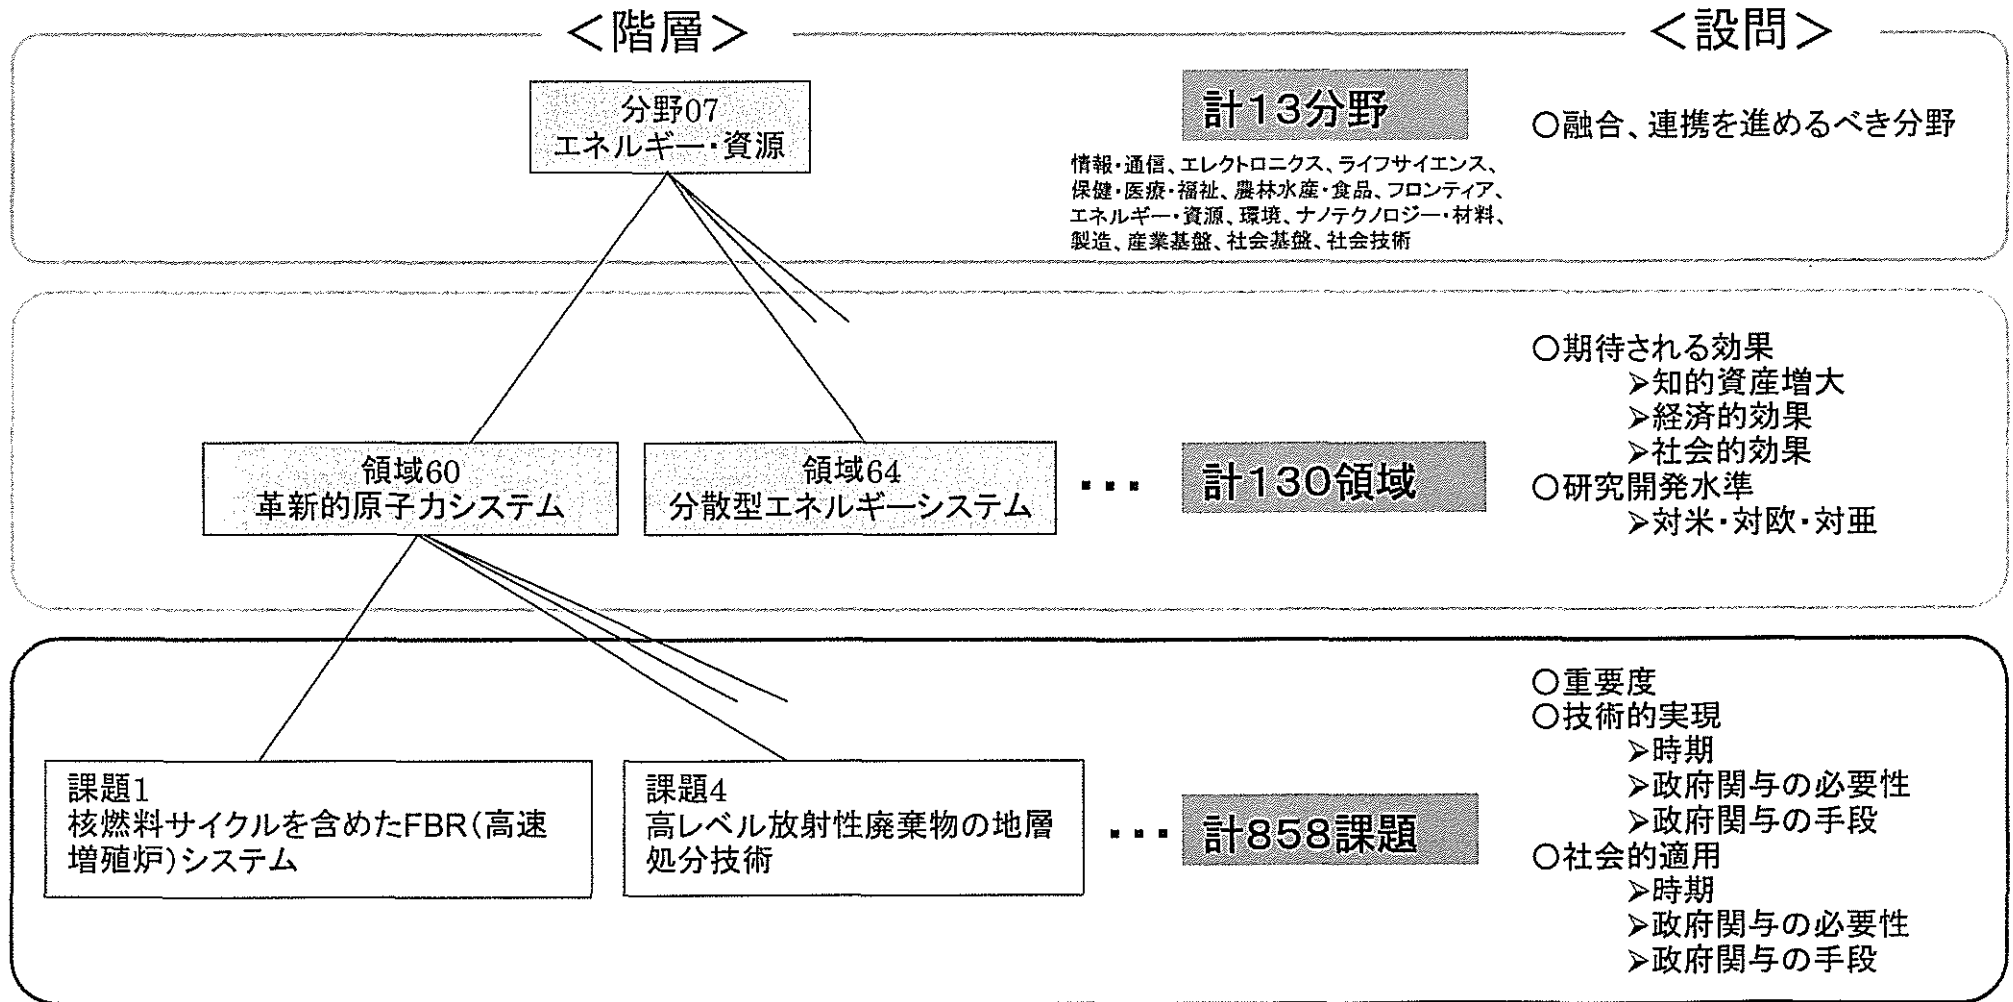 ＜階層＞
＜設問＞
分野07
エネルギー・資源
計13分野
情報・通信、エレクトロニクス、ライフサイエンス、
保健・医療・福祉、農林水産・食品、フロンティア、
エネルギー・資源、環境、ナノテクノロジー・材料、
製造、産業基盤、社会基盤、社会技術
○融合、連携を進めるべき分野
領域60
革新的原子力システム
領域64
分散型エネルギーシステム
・・・
計130領域
○期待される効果
➢知的資産増大
➢経済的効果
➢社会的効果
○研究開発水準
➢対米・対欧・対亜
課題1
核燃料サイクルを含めたFBR（高速
増殖炉）システム
課題4
高レベル放射性廃棄物の地層
処分技術
・・・
計858課題
○重要度
○技術的実現
➢時期
➢政府関与の必要性
➢政府関与の手段
○社会的適用
➢時期
➢政府関与の必要性
➢政府関与の手段